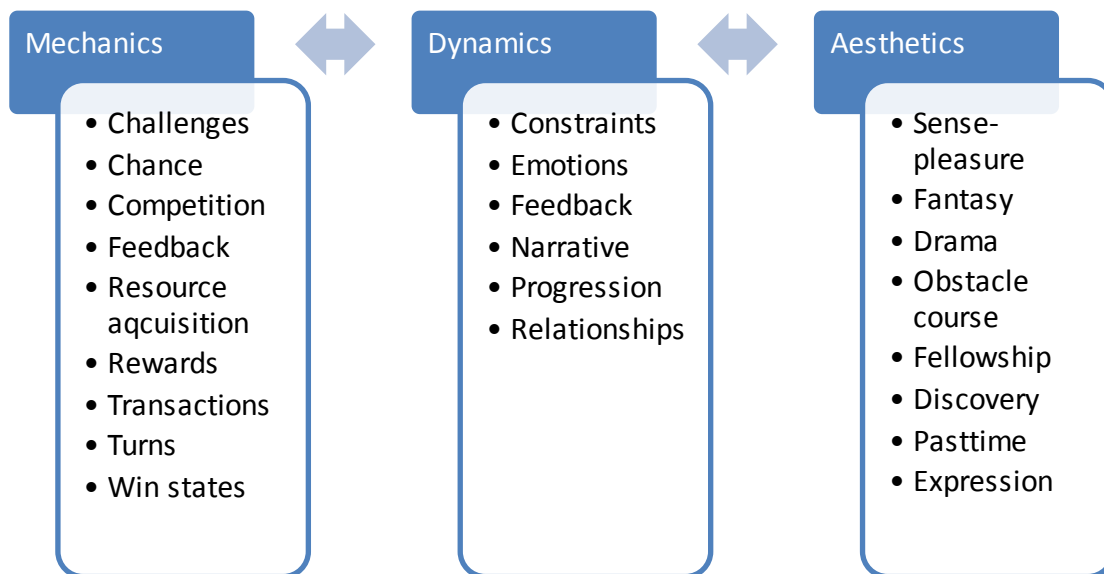 Mechanics
• Challenges
• Chance
• Competition
• Feedback
• Resource
aqcuisition
• Rewards
• Transactions
• Turns
• Win states
Dynamics
• Constraints
• Emotions
• Feedback
• Narrative
• Progression
• Relationships
Aesthetics
• Sense-
pleasure
• Fantasy
• Drama
• Obstacle
course
• Fellowship
• Discovery
• Pasttime
• Expression